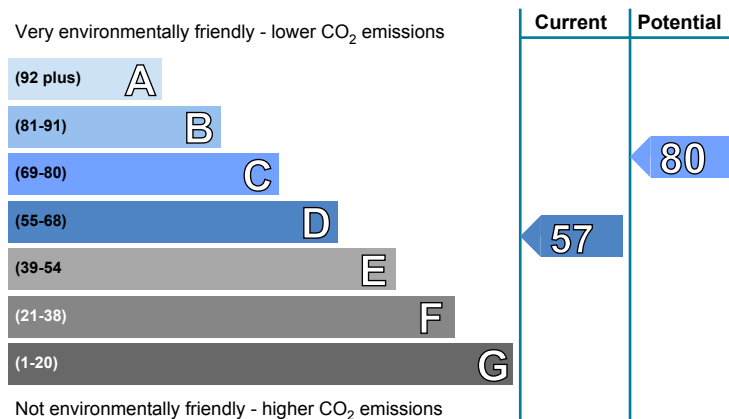 Very environmentally friendly - lower CO2 emissions
Current
Potential
(92 plus) A
(81-91) B
(69-80) C
80
(55-68) D
57
(39-54 E
(21-38) F
(1-20) G
Not environmentally friendly - higher CO2 emissions